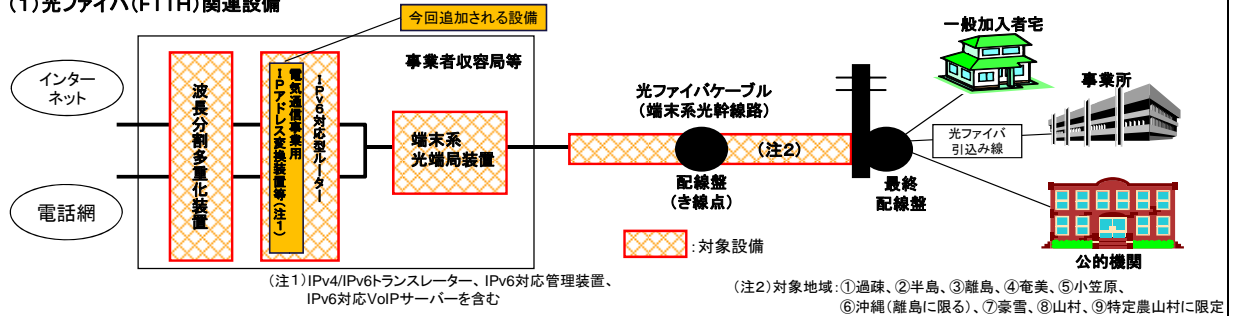 (1)光ファイバ(FTTH)関連設備
今回追加される設備
インター
ネット
電話網
事業者収容局等
波長分割多重化装置
IPv6対応型ルーター
電気通信事業用
IPアドレス変換装置等(注1)
端末系
光端局装置
光ファイバケーブル
(端末系光幹線路)
(注2)
配線盤
(き線点)
最終
配線盤
一般加入者宅
事業所
光ファイバ
引込み線
公的機関
:対象設備
(注1)IPv4/IPv6トランスレーター、IPv6対応管理装置、
IPv6対応VoIPサーバーを含む
(注2)対象地域:①過疎、②半島、③離島、④奄美、⑤小笠原、
⑥沖縄(離島に限る)、⑦豪雪、⑧山村、⑨特定農山村に限定